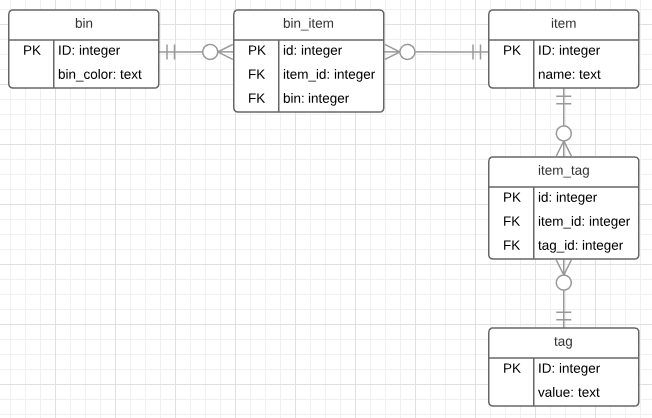 bin
PK ID: integer
bin_color: text
bin_item
PK id: integer
FK item_id: integer
FK bin: integer
item
PK ID: integer
name: text
item_tag
PK id: integer
FK item_id: integer
FK tag_id: integer
tag
PK ID: integer
value: text